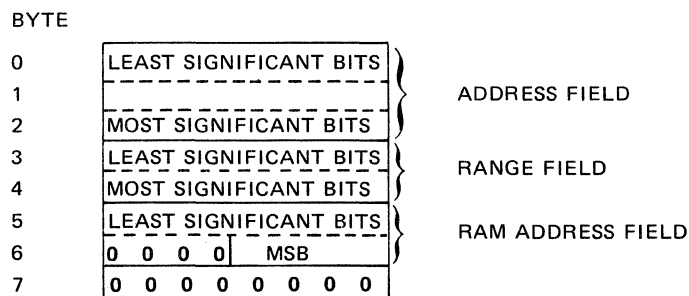 BYTE
0 LEAST SIGNIFICANT BITS
1 ADDRESS FIELD
2 MOST SIGNIFICANT BITS
3 LEAST SIGNIFICANT BITS
RANGE FIELD
4 MOST SIGNIFICANT BITS
5 LEAST SIGNIFICANT BITS
RAM ADDRESS FIELD
6 0 0 0 0 MSB
7 0 0 0 0 0 0 0 0